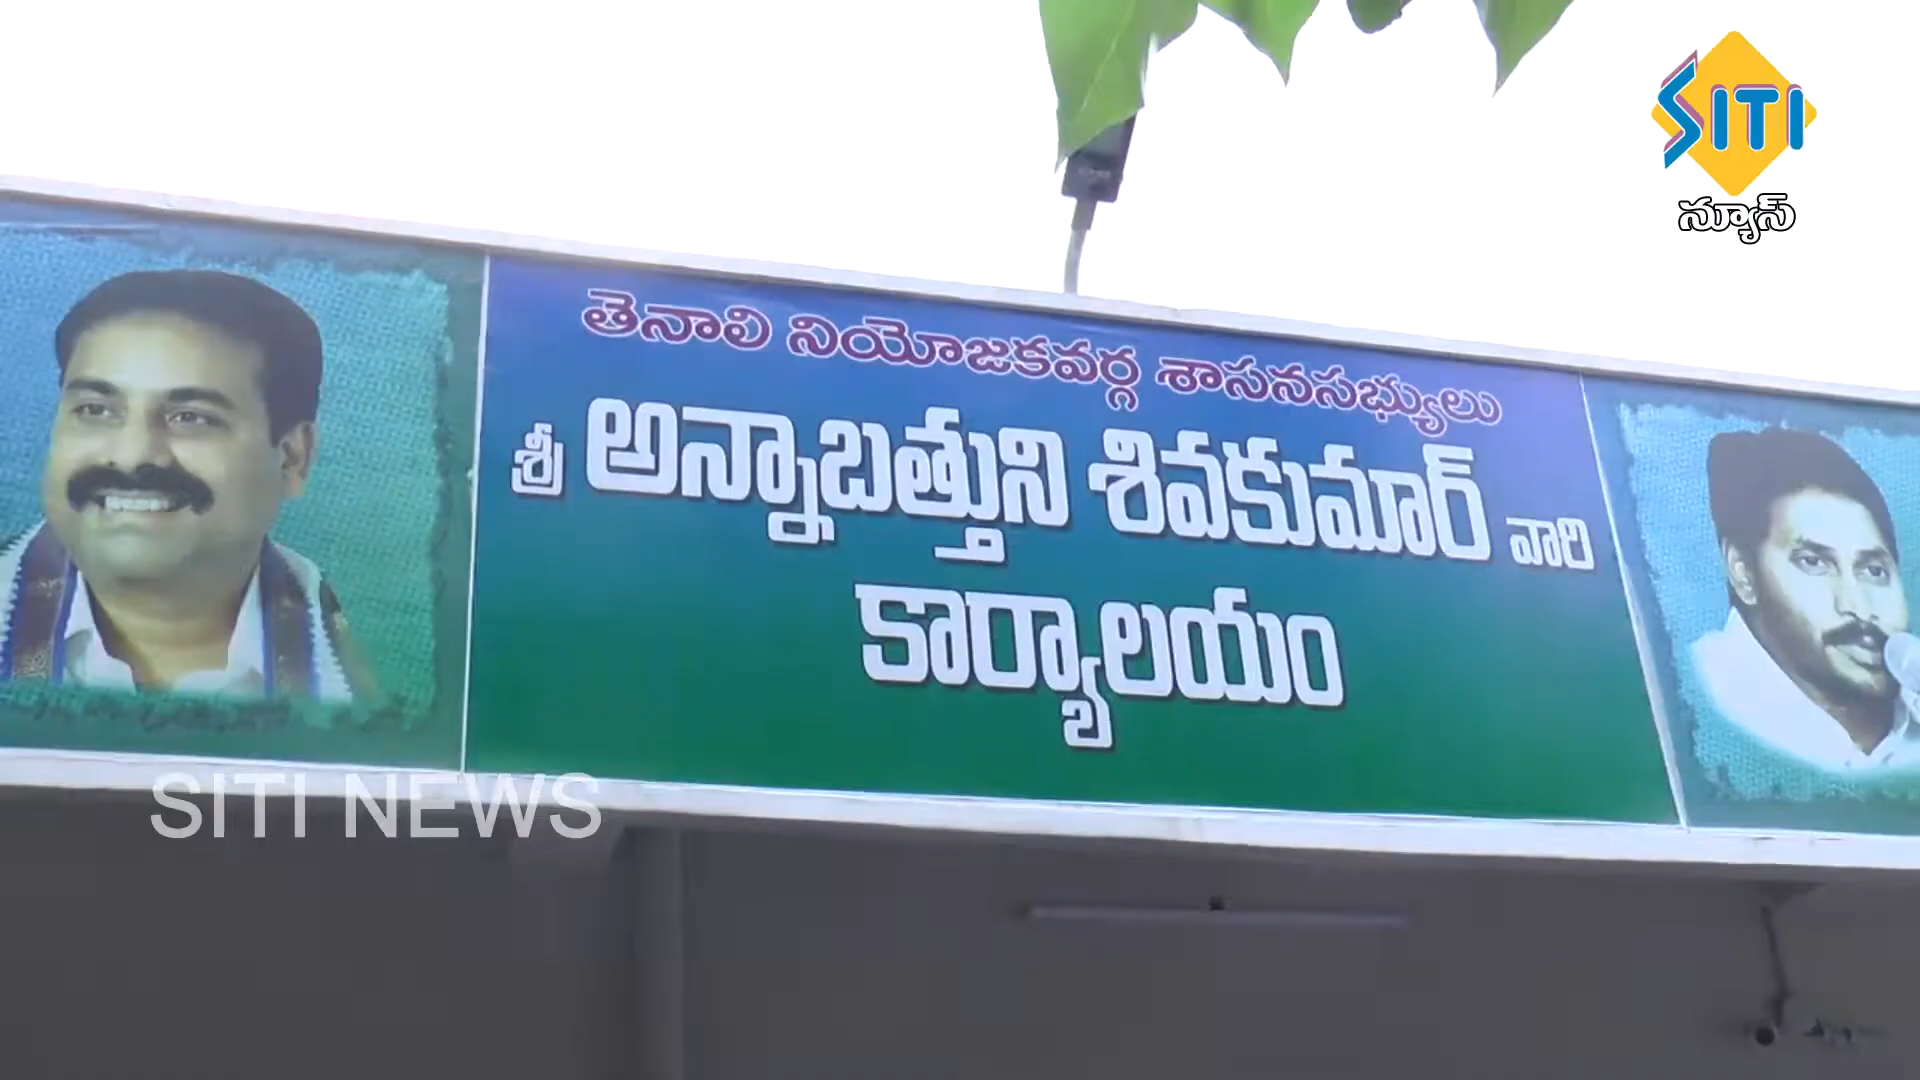 SITI
న్యూస్
తెనాలి నియోజకవర్గ శాసనసభ్యులు
శ్రీ అన్నాబత్తుని శివకుమార్ వారి
కార్యాలయం
SITI NEWS